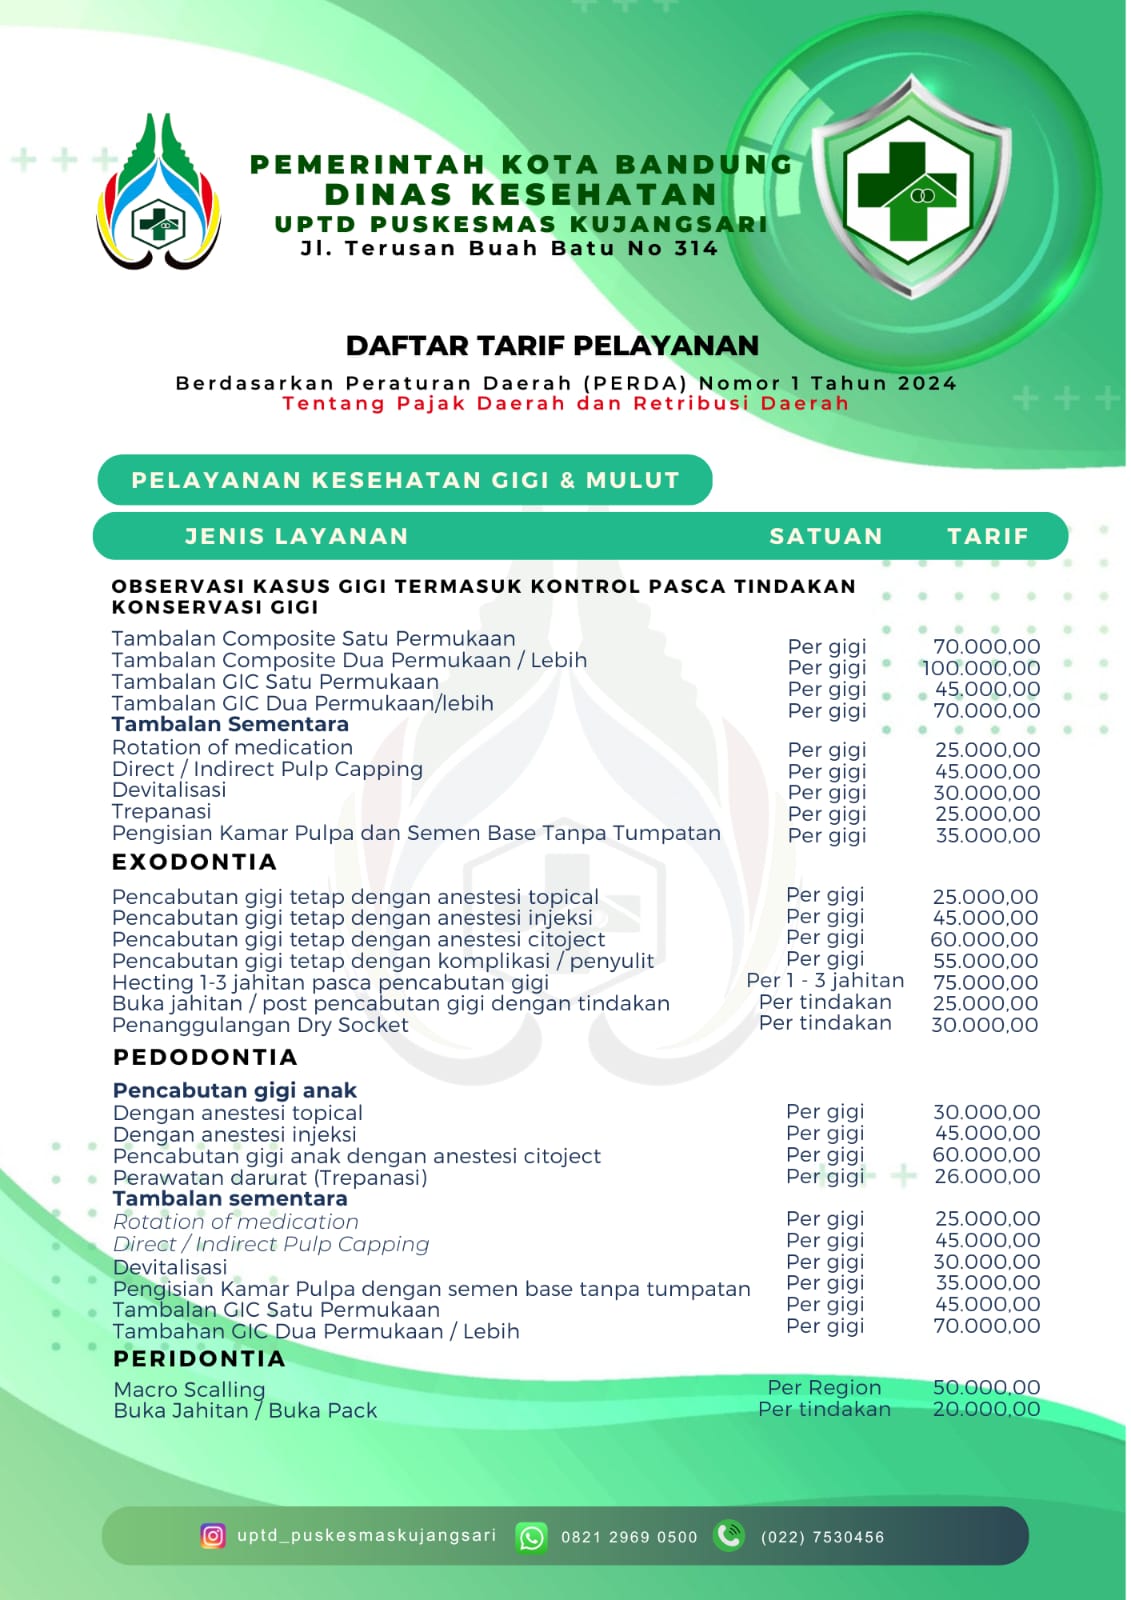 PEMERINTAH KOTA BANDUNG
DINAS KESEHATAN
UPTD PUSKESMAS KUJANGSARI
Jl. Terusan Buah Batu No 314
DAFTAR TARIF PELAYANAN
Berdasarkan Peraturan Daerah (PERDA) Nomor 1 Tahun 2024
Tentang Pajak Daerah dan Retribusi Daerah
PELAYANAN KESEHATAN GIGI & MULUT
JENIS LAYANAN SATUAN TARIF
OBSERVASI KASUS GIGI TERMASUK KONTROL PASCA TINDAKAN
KONSERVASI GIGI
Tambalan Composite Satu Permukaan Per gigi 70.000,00
Tambalan Composite Dua Permukaan / Lebih Per gigi 100.000,00
Tambalan GIC Satu Permukaan Per gigi 45.000,00
Tambalan GIC Dua Permukaan/lebih Per gigi 70.000,00
Tambalan Sementara
Rotation of medication Per gigi 25.000,00
Direct / Indirect Pulp Capping Per gigi 45.000,00
Devitalisasi Per gigi 30.000,00
Trepanasi Per gigi 25.000,00
Pengisian Kamar Pulpa dan Semen Base Tanpa Tumpatan Per gigi 35.000,00
EXODONTIA
Pencabutan gigi tetap dengan anestesi topical Per gigi 25.000,00
Pencabutan gigi tetap dengan anestesi injeksi Per gigi 45.000,00
Pencabutan gigi tetap dengan anestesi citoject Per gigi 60.000,00
Pencabutan gigi tetap dengan komplikasi / penyulit Per gigi 55.000,00
Hecting 1-3 jahitan pasca pencabutan gigi Per 1 - 3 jahitan 75.000,00
Buka jahitan / post pencabutan gigi dengan tindakan Per tindakan 25.000,00
Penanggulangan Dry Socket Per tindakan 30.000,00
PEDODONTIA
Pencabutan gigi anak
Dengan anestesi topical Per gigi 30.000,00
Dengan anestesi injeksi Per gigi 45.000,00
Pencabutan gigi anak dengan anestesi citoject Per gigi 60.000,00
Perawatan darurat (Trepanasi) Per gigi 26.000,00
Tambalan sementara
Rotation of medication Per gigi 25.000,00
Direct / Indirect Pulp Capping Per gigi 45.000,00
Devitalisasi Per gigi 30.000,00
Pengisian Kamar Pulpa dengan semen base tanpa tumpatan Per gigi 35.000,00
Tambalan GIC Satu Permukaan Per gigi 45.000,00
Tambahan GIC Dua Permukaan / Lebih Per gigi 70.000,00
PERIDONTIA
Macro Scalling Per Region 50.000,00
Buka Jahitan / Buka Pack Per tindakan 20.000,00
uptd_puskesmaskujangsari 0821 2969 0500 (022) 7530456